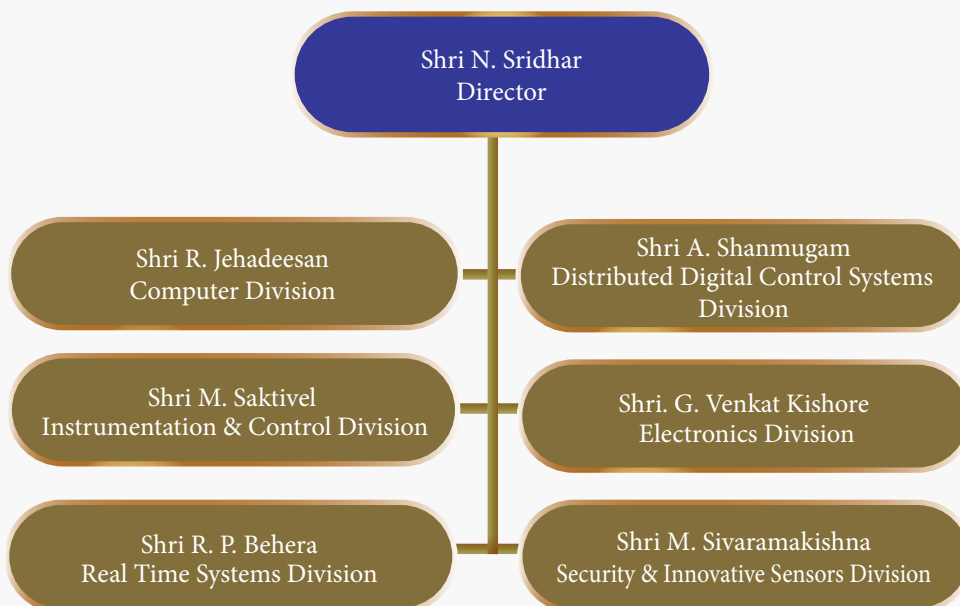 Shri N. Sridhar
Director
Shri R. Jehadeesan
Computer Division
Shri A. Shanmugam
Distributed Digital Control Systems
Division
Shri M. Saktivel
Instrumentation & Control Division
Shri. G. Venkat Kishore
Electronics Division
Shri R. P. Behera
Real Time Systems Division
Shri M. Sivaramakishna
Security & Innovative Sensors Division